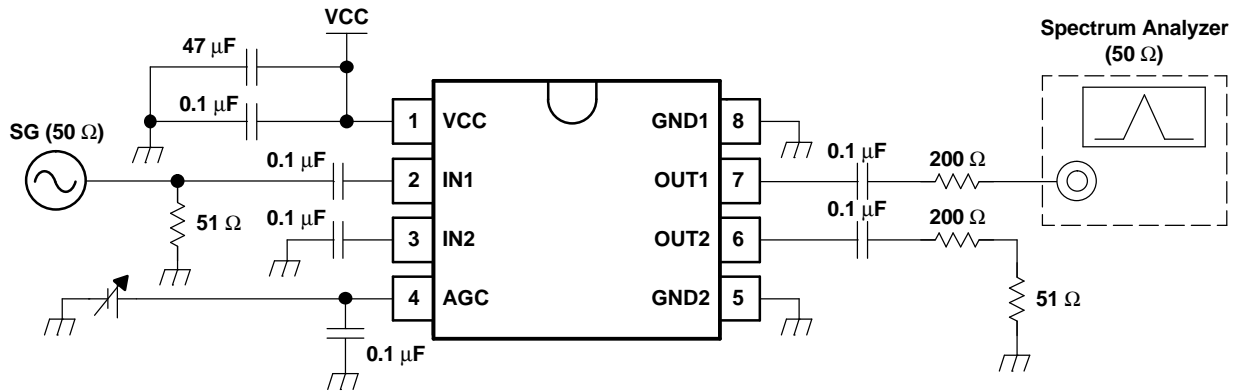 VCC
47 μF
0.1 μF
SG (50 Ω)
0.1 μF
51 Ω
0.1 μF
0.1 μF
1 VCC
2 IN1
3 IN2
4 AGC
GND1 8
OUT1 7
OUT2 6
GND2 5
0.1 μF
200 Ω
0.1 μF
200 Ω
51 Ω
Spectrum Analyzer
(50 Ω)